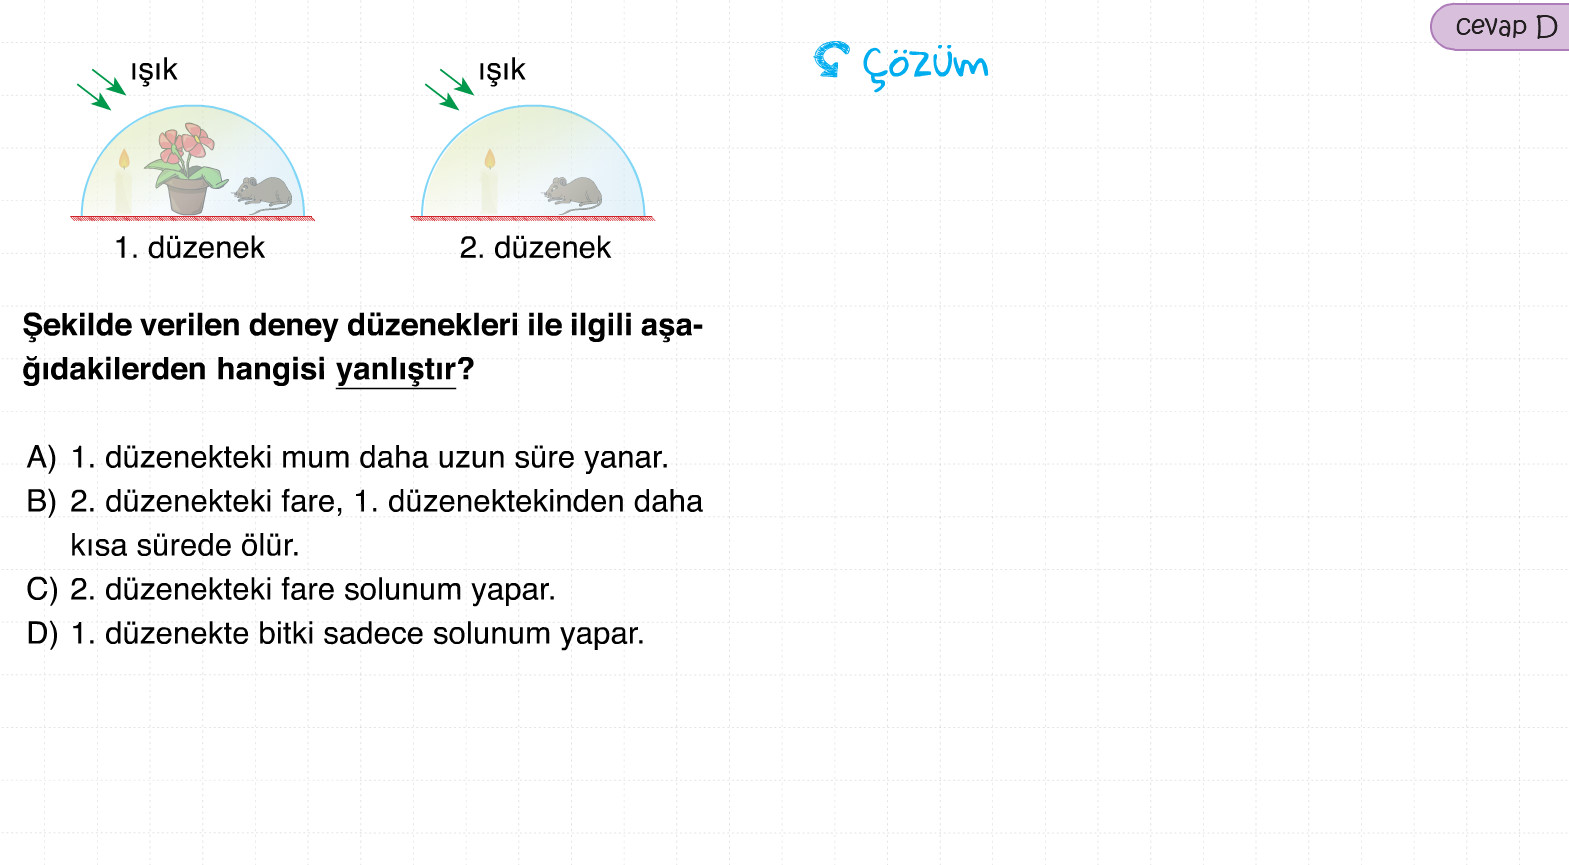 cevap D
Çözüm
ışık
ışık
1. düzenek
2. düzenek
Şekilde verilen deney düzenekleri ile ilgili aşa-
ğıdakilerden hangisi yanlıştır?
A) 1. düzenekteki mum daha uzun süre yanar.
B) 2. düzenekteki fare, 1. düzenektekinden daha
kısa sürede ölür.
C) 2. düzenekteki fare solunum yapar.
D) 1. düzenekte bitki sadece solunum yapar.